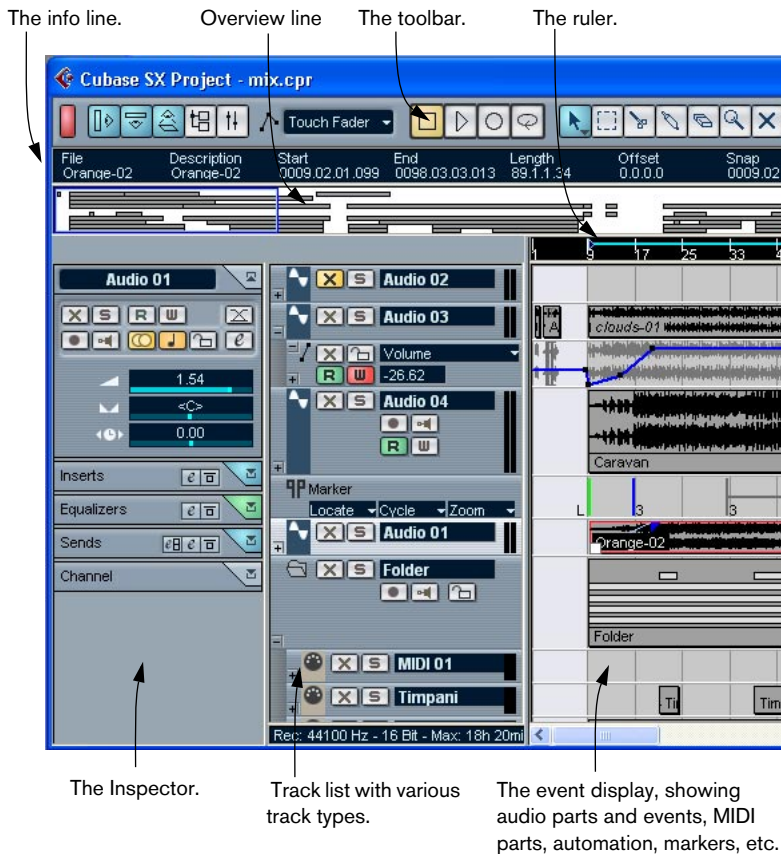 The info line.
Overview line
The toolbar.
The ruler.
Cubase SX Project - mix.cpr
Touch Fader
File Description Start End Length Offset Snap
Orange-02 Orange-02 0009.02.01.099 0098.03.03.013 89.1.1.34 0.0.0.0 0009.02
1 9 17 25 33 4
Audio 01
X S R W
e
1.54
<C>
0.00
Inserts e
Equalizers e
Sends e e
Channel
X S Audio 02
X S Audio 03
X Volume
R W -26.62
X S Audio 04
R W
Marker
Locate Cycle Zoom
X S Audio 01
X S Folder
X S MIDI 01
X S Timpani
Rec: 44100 Hz - 16 Bit - Max: 18h 20mi
A
clouds-01
Caravan
L 3 3
Orange-02
Folder
Ti Tim
The Inspector.
Track list with various
track types.
The event display, showing
audio parts and events, MIDI
parts, automation, markers, etc.